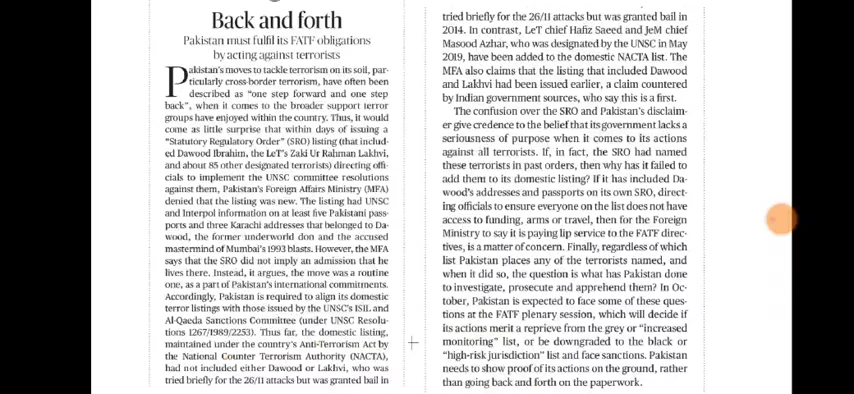 Back and forth
Pakistan must fulfil its FATF obligations
by acting against terrorists
Pakistan's moves to tackle terrorism on its soil, par-
ticularly cross-border terrorism, have often been
described as "one step forward and one step
back", when it comes to the broader support terror
groups have enjoyed within the country. Thus, it would
come as little surprise that within days of issuing a
"Statutory Regulatory Order" (SRO) listing (that includ-
ed Dawood Ibrahim, the LeT's Zaki Ur Rahman Lakhvi,
and about 85 other designated terrorists) directing offi-
cials to implement the UNSC committee resolutions
against them, Pakistan's Foreign Affairs Ministry (MFA)
denied that the listing was new. The listing had UNSC
and Interpol information on at least five Pakistani pass-
ports and three Karachi addresses that belonged to Da-
wood, the former underworld don and the accused
mastermind of Mumbai's 1993 blasts. However, the MFA
says that the SRO did not imply an admission that he
lives there. Instead, it argues, the move was a routine
one, as a part of Pakistan's international commitments.
Accordingly, Pakistan is required to align its domestic
terror listings with those issued by the UNSC's ISIL and
Al-Qaeda Sanctions Committee (under UNSC Resolu-
tions 1267/1989/2253). Thus far, the domestic listing,
maintained under the country's Anti-Terrorism Act by
the National Counter Terrorism Authority (NACTA),
had not included either Dawood or Lakhvi, who was
tried briefly for the 26/11 attacks but was granted bail in
tried briefly for the 26/11 attacks but was granted bail in
2014. In contrast, LeT chief Hafiz Saeed and JeM chief
Masood Azhar, who was designated by the UNSC in May
2019, have been added to the domestic NACTA list. The
MFA also claims that the listing that included Dawood
and Lakhvi had been issued earlier, a claim countered
by Indian government sources, who say this is a first.
The confusion over the SRO and Pakistan's disclaim-
er give credence to the belief that its government lacks a
seriousness of purpose when it comes to its actions
against all terrorists. If, in fact, the SRO had named
these terrorists in past orders, then why has it failed to
add them to its domestic listing? If it has included Da-
wood's addresses and passports on its own SRO, direct-
ing officials to ensure everyone on the list does not have
access to funding, arms or travel, then for the Foreign
Ministry to say it is paying lip service to the FATF direc-
tives, is a matter of concern. Finally, regardless of which
list Pakistan places any of the terrorists named, and
when it did so, the question is what has Pakistan done
to investigate, prosecute and apprehend them? In Oc-
tober, Pakistan is expected to face some of these ques-
tions at the FATF plenary session, which will decide if
its actions merit a reprieve from the grey or "increased
monitoring" list, or be downgraded to the black or
"high-risk jurisdiction" list and face sanctions. Pakistan
needs to show proof of its actions on the ground, rather
than going back and forth on the paperwork.